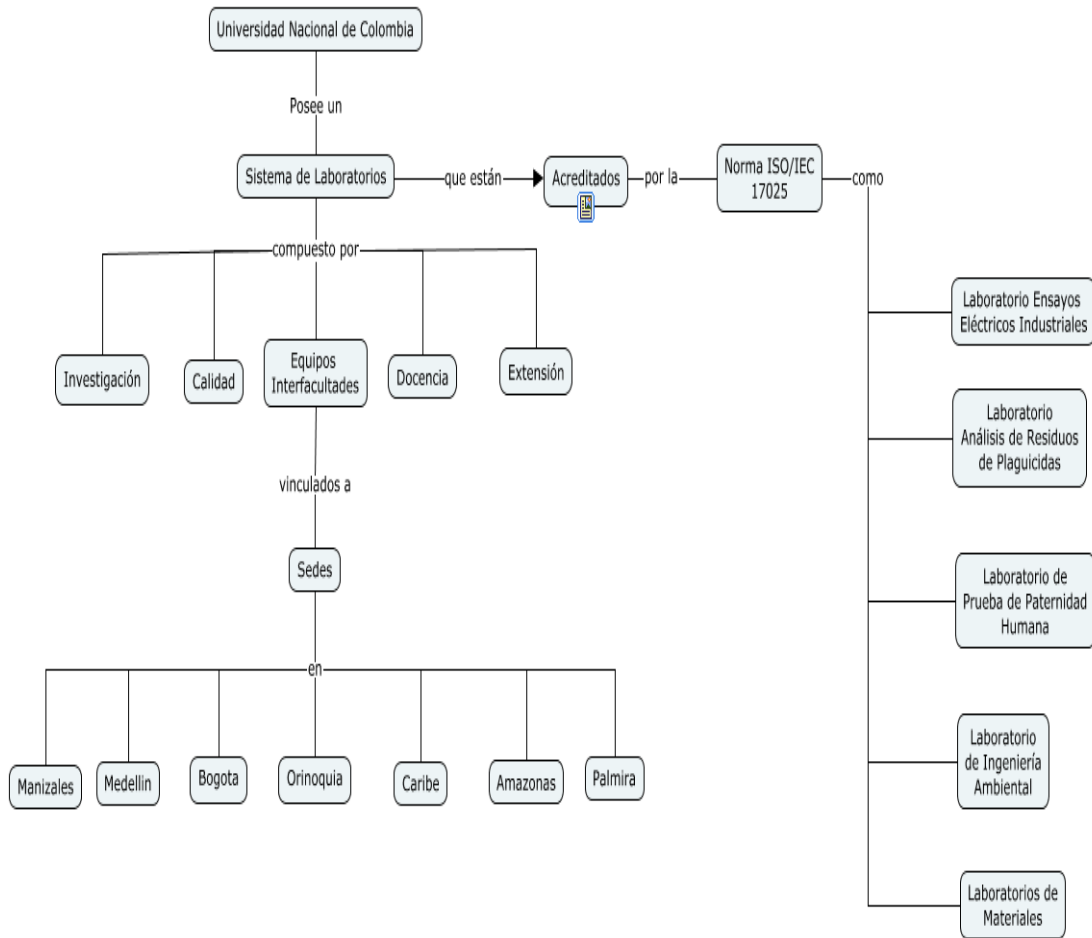 Universidad Nacional de Colombia
Posee un
Sistema de Laboratorios
que están
Acreditados
por la
Norma ISO/IEC
17025
como
compuesto por
Investigación
Calidad
Equipos
Interfacultades
Docencia
Extensión
vinculados a
Sedes
en
Manizales
Medellin
Bogota
Orinoquia
Caribe
Amazonas
Palmira
Laboratorio Ensayos
Eléctricos Industriales
Laboratorio
Análisis de Residuos
de Plaguicidas
Laboratorio de
Prueba de Paternidad
Humana
Laboratorio
de Ingeniería
Ambiental
Laboratorios de
Materiales